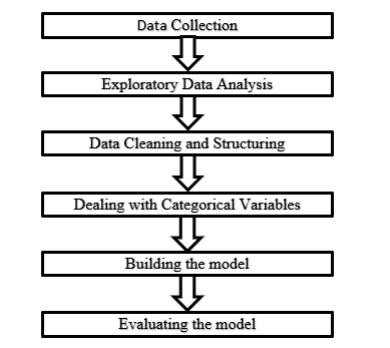 Data Collection
Exploratory Data Analysis
Data Cleaning and Structuring
Dealing with Categorical Variables
Building the model
Evaluating the model